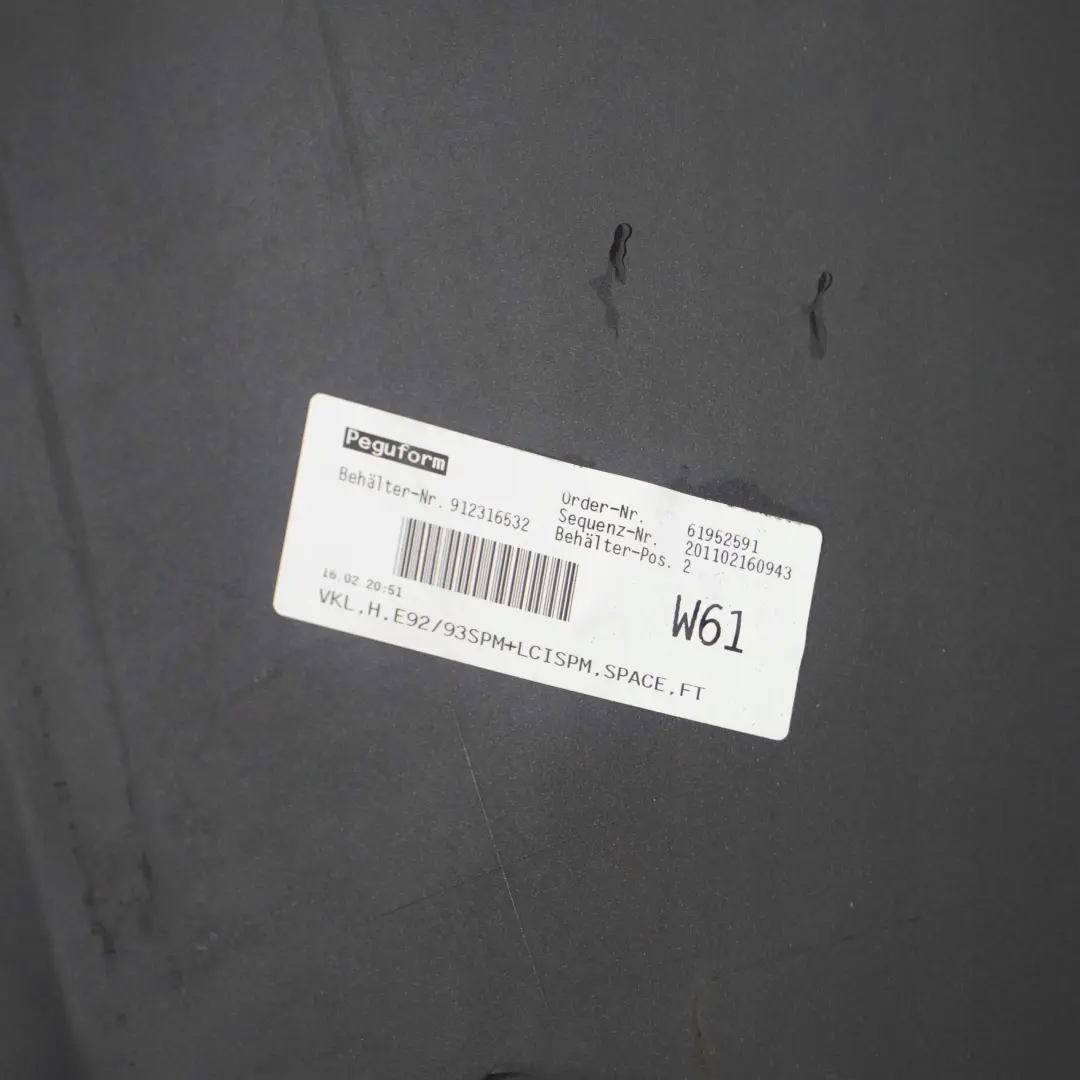 Peguform
Behälter-Nr. 912316532
Order-Nr. 61952591
Sequenz-Nr. 201102160943
Behälter-Pos. 2
16.02 20:51
W61
VKL.H.E92/93SPM+LCISPM.SPACE.FT